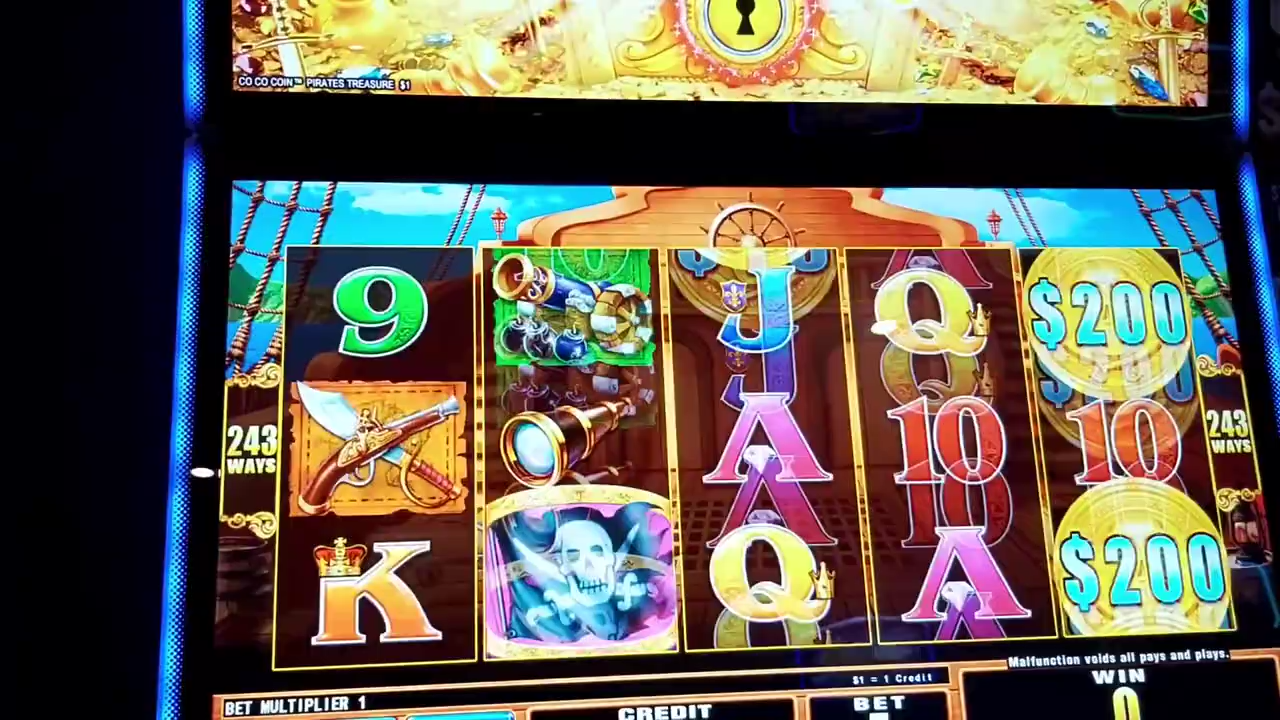 CO CO COIN™ PIRATES TREASURE $1
9 J Q $200
243 WAYS
A 10 10
243 WAYS
K Q A $200
$1 = 1 Credit
Malfunction voids all pays and plays.
BET MULTIPLIER 1
CREDIT
BET
WIN
0